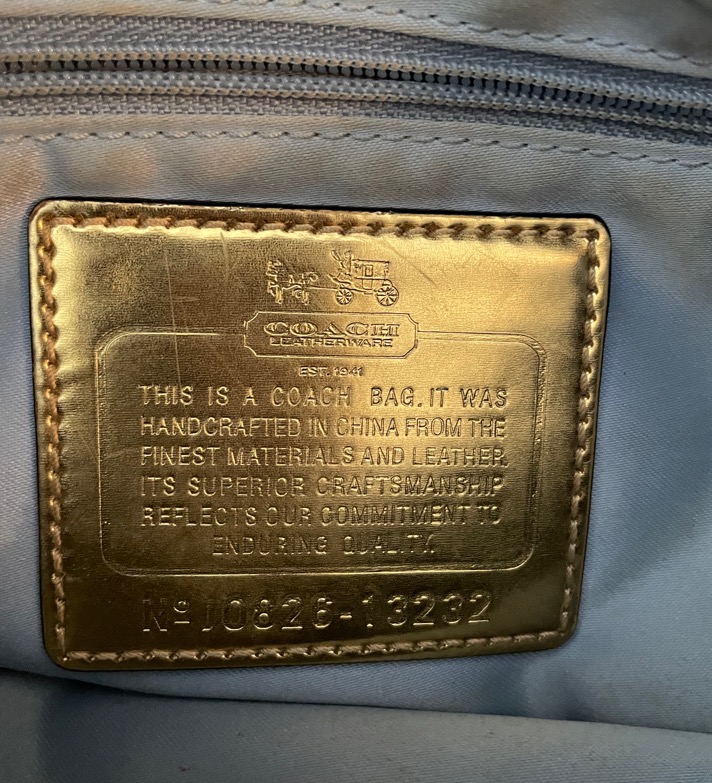 COACH
LEATHERWARE
EST. 1941
THIS IS A COACH BAG. IT WAS
HANDCRAFTED IN CHINA FROM THE
FINEST MATERIALS AND LEATHER.
ITS SUPERIOR CRAFTSMANSHIP
REFLECTS OUR COMMITMENT TO
ENDURING QUALITY.
Nº J0826-13232